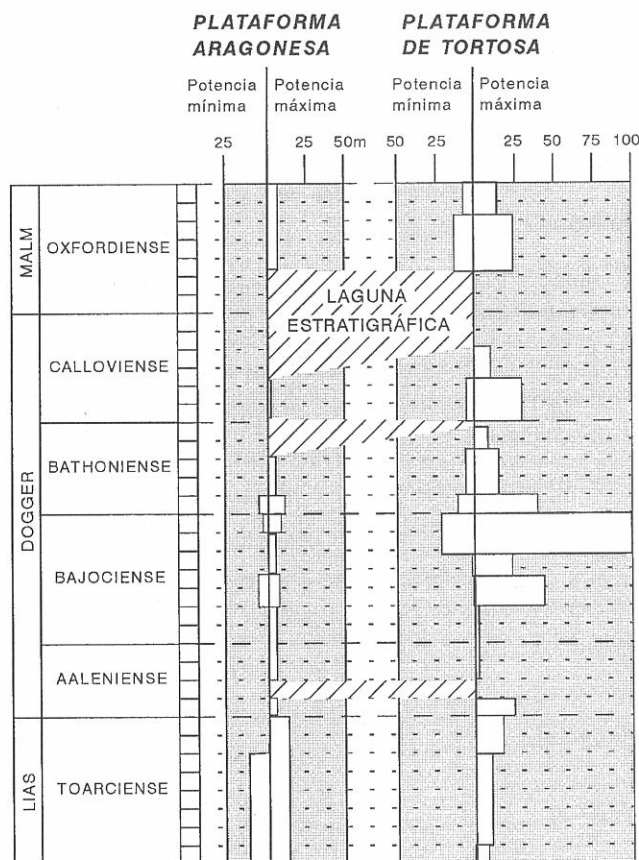 PLATAFORMA
ARAGONESA
PLATAFORMA
DE TORTOSA
Potencia
mínima
Potencia
máxima
Potencia
mínima
Potencia
máxima
25 25 50m 50 25 25 50 75 100
MALM
OXFORDIENSE
LAGUNA
ESTRATIGRÁFICA
DOGGER
CALLOVIENSE
BATHONIENSE
BAJOCIENSE
AALENIENSE
LIAS
TOARCIENSE